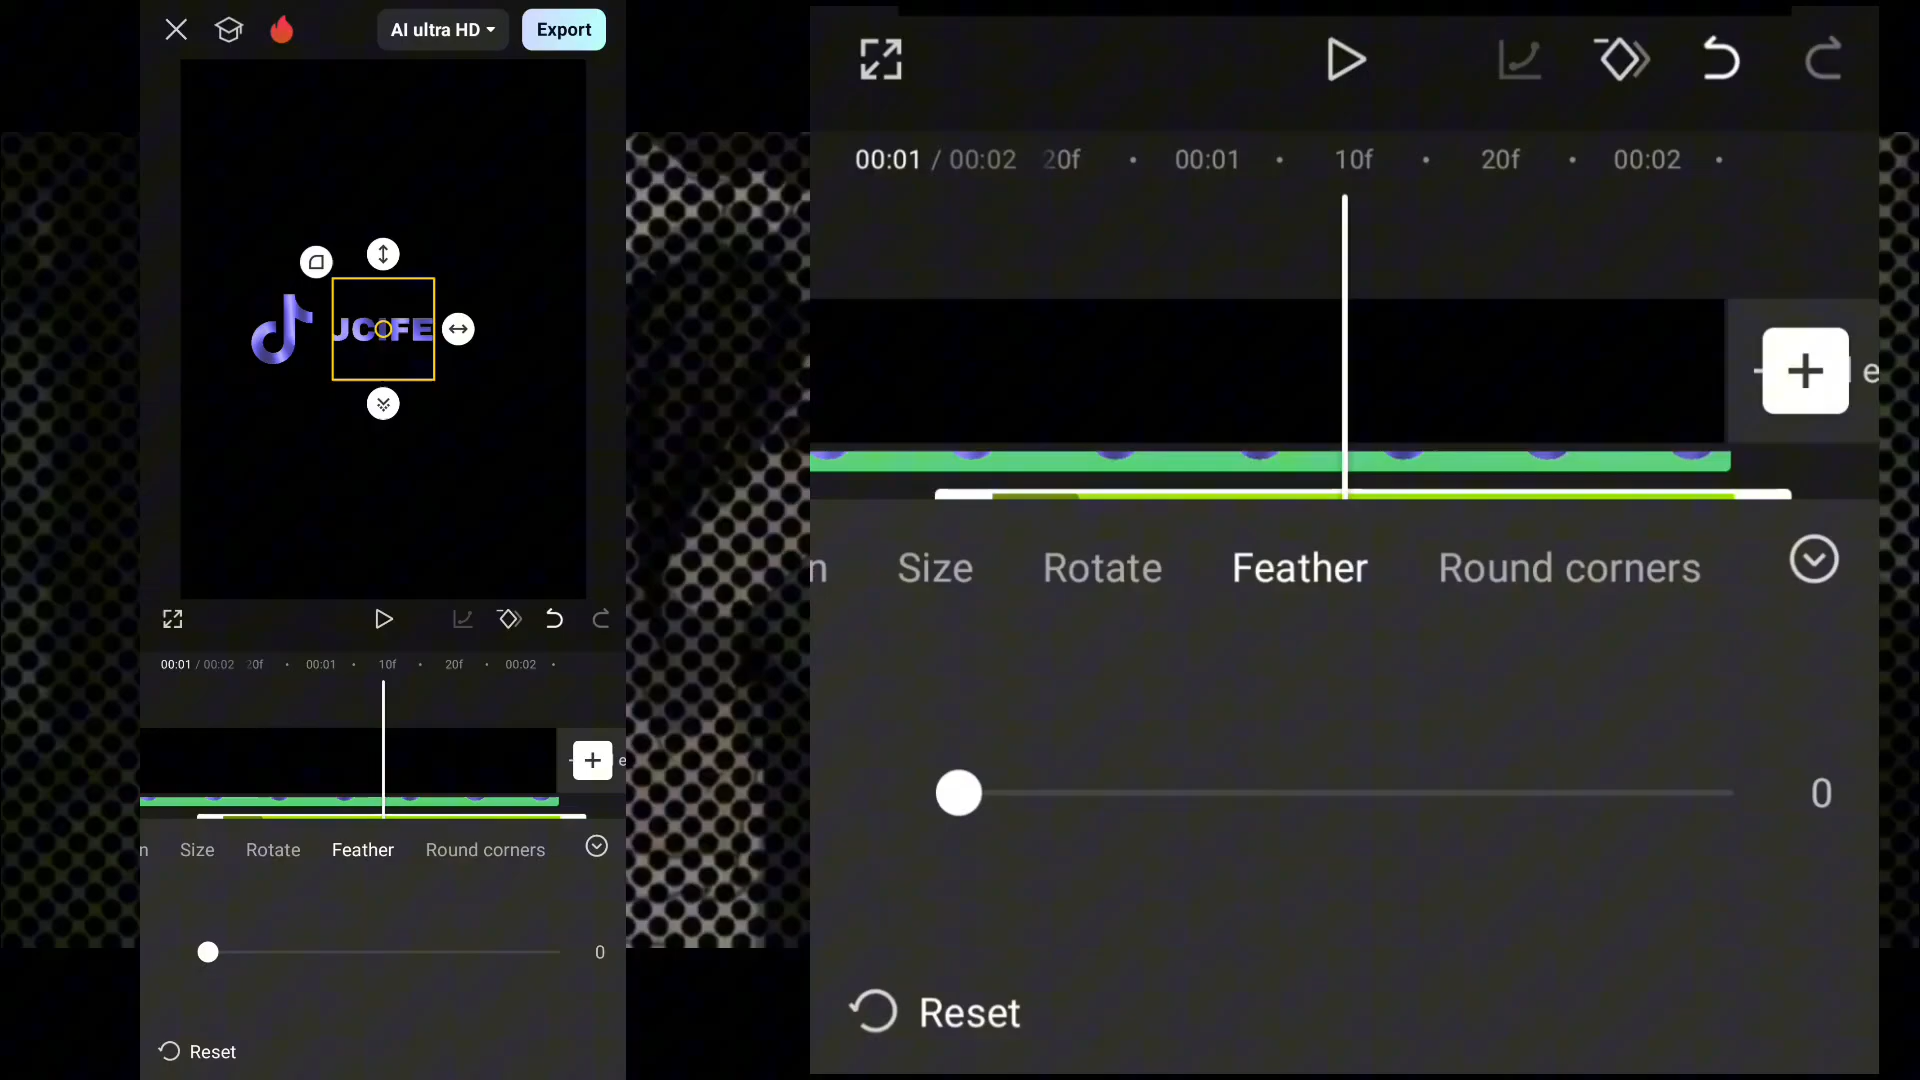 AI ultra HD
Export
JC
FE
00:01 / 00:02 20f 00:01 10f 20f 00:02
Size Rotate Feather Round corners
0
Reset
00:01 / 00:02 20f 00:01 10f 20f 00:02
e
n Size Rotate Feather Round corners
0
Reset